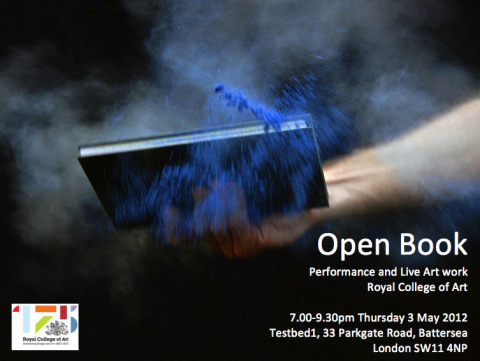 Open Book
Performance and Live Art work
Royal College of Art
7.00-9.30pm Thursday 3 May 2012
Testbed1, 33 Parkgate Road, Battersea
London SW11 4NP
175
Royal College of Art